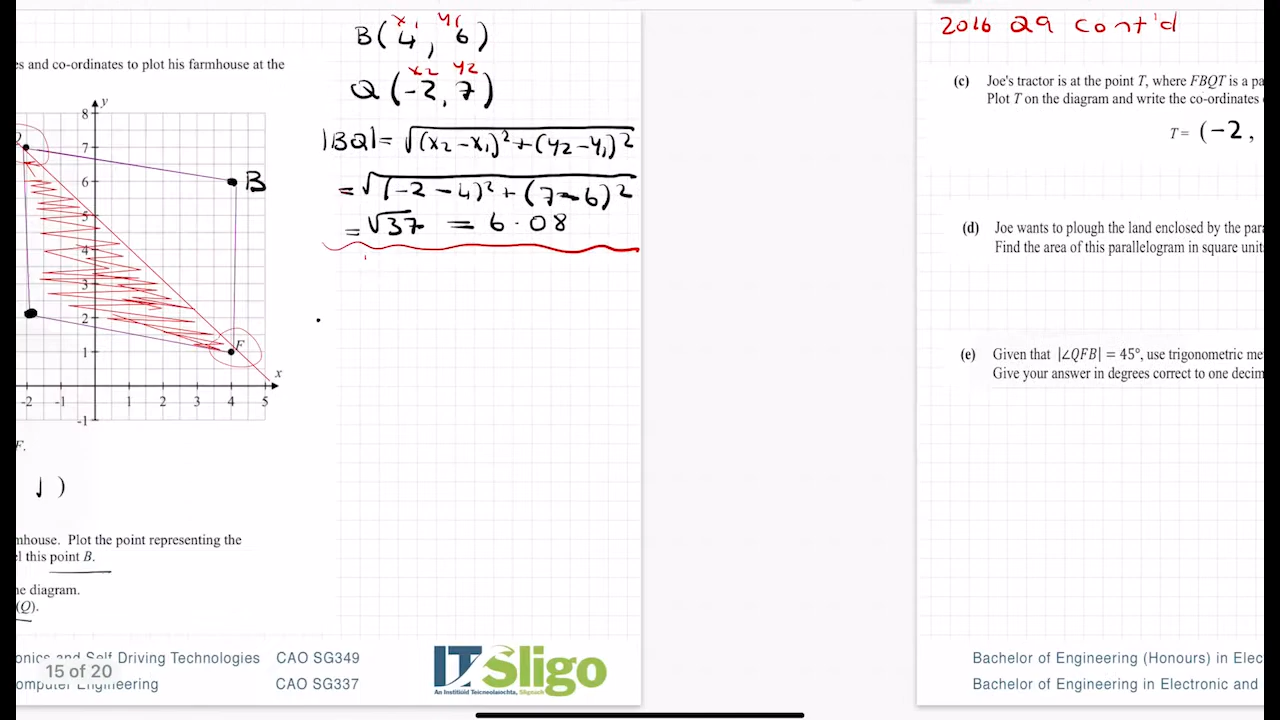 B(4, 6)
x1 y1
Q(-2, 7)
x2 y2
|BQ| = √(x2-x1)²+(y2-y1)²
= √(-2-4)²+(7-6)²
= √37 = 6.08
es and co-ordinates to plot his farmhouse at the
y
8
7
6
5
4
3
2
1
-1
B
F
x
-2 -1 1 2 3 4 5
F.
)
mhouse. Plot the point representing the
el this point B.
he diagram.
(Q).
onics and Self Driving Technologies CAO SG349
15 of 20
omputer Engineering CAO SG337
IT Sligo
An Institiúid Teicneolaíochta, Sligeach
2016 Q9 Cont'd
(c) Joe's tractor is at the point T, where FBQT is a pa
Plot T on the diagram and write the co-ordinates
T = (-2,
(d) Joe wants to plough the land enclosed by the para
Find the area of this parallelogram in square unit
(e) Given that |∠QFB| = 45°, use trigonometric me
Give your answer in degrees correct to one decim
Bachelor of Engineering (Honours) in Elec
Bachelor of Engineering in Electronic and